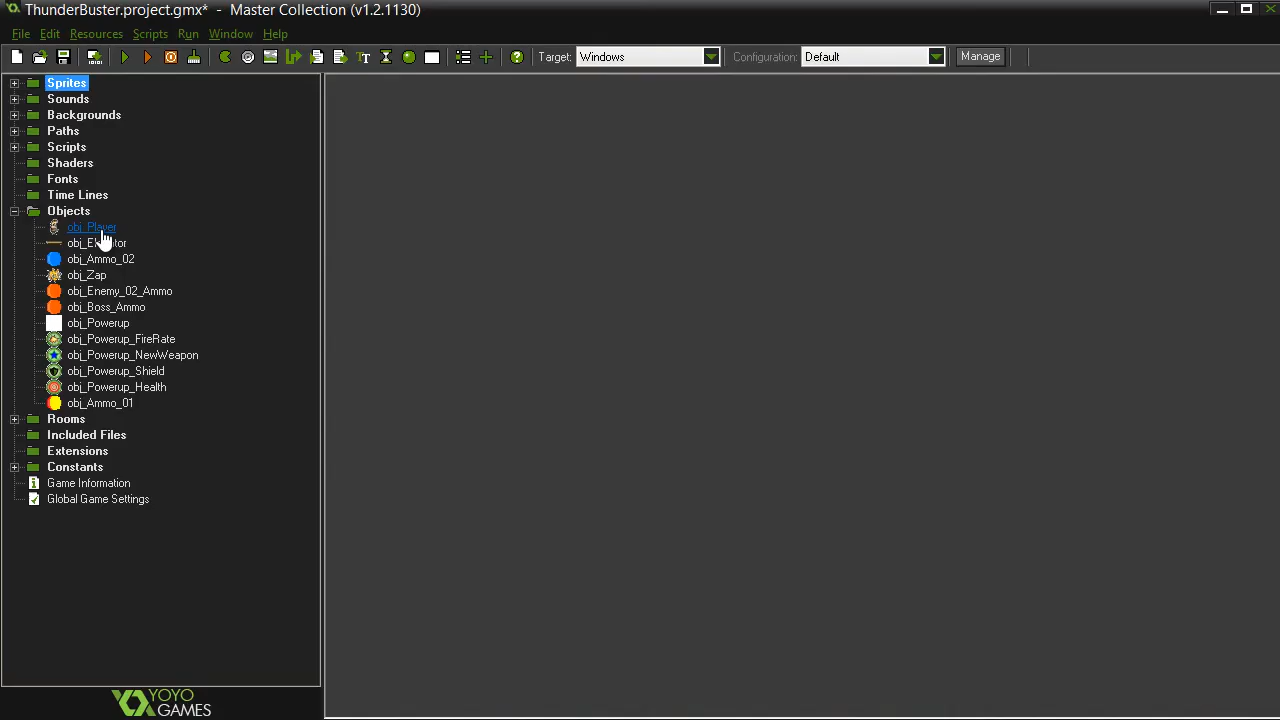 ThunderBuster.project.gmx* - Master Collection (v1.2.1130)
File Edit Resources Scripts Run Window Help
Target: Windows Configuration: Default Manage
Sprites
Sounds
Backgrounds
Paths
Scripts
Shaders
Fonts
Time Lines
Objects
obj_Player
obj_Ammo_02
obj_Zap
obj_Enemy_02_Ammo
obj_Boss_Ammo
obj_Powerup
obj_Powerup_FireRate
obj_Powerup_NewWeapon
obj_Powerup_Shield
obj_Powerup_Health
obj_Ammo_01
Rooms
Included Files
Extensions
Constants
Game Information
Global Game Settings
YOYO
GAMES